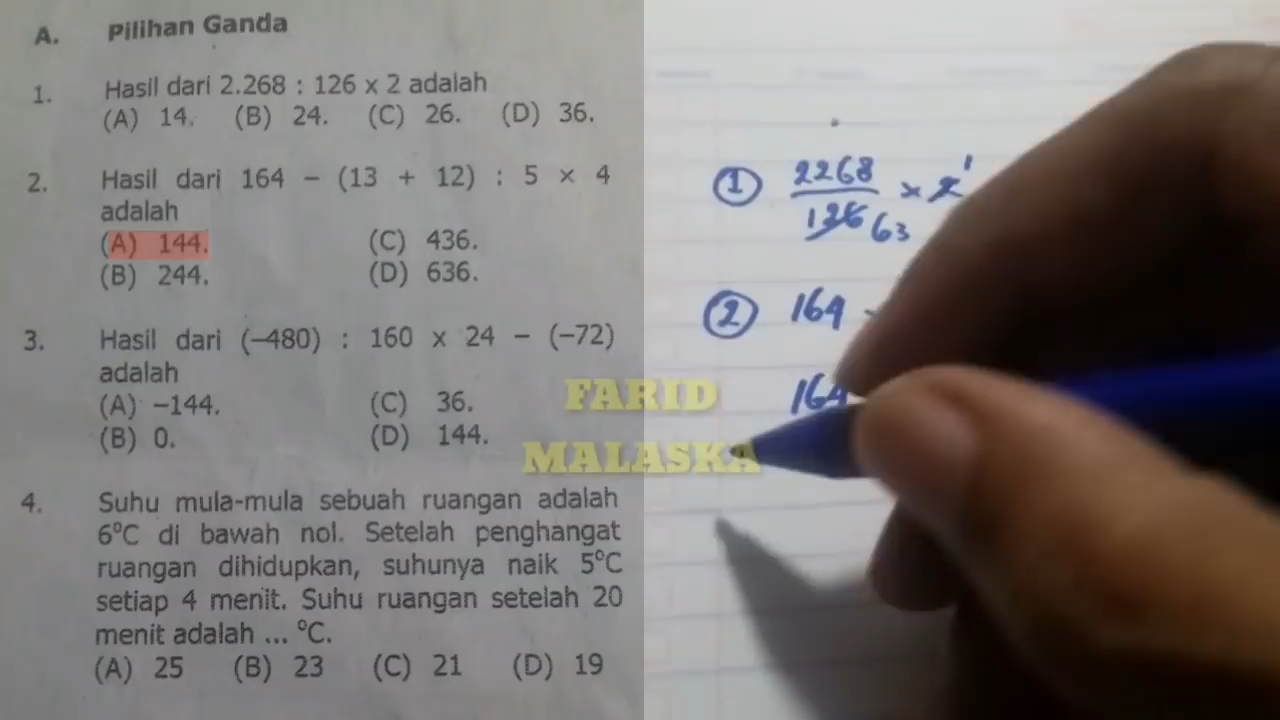 A. Pilihan Ganda
1. Hasil dari 2.268 : 126 x 2 adalah
(A) 14. (B) 24. (C) 26. (D) 36.
2. Hasil dari 164 – (13 + 12) : 5 × 4
adalah
(A) 144. (C) 436.
(B) 244. (D) 636.
3. Hasil dari (–480) : 160 x 24 – (–72)
adalah
(A) –144. (C) 36.
(B) 0. (D) 144.
4. Suhu mula-mula sebuah ruangan adalah
6°C di bawah nol. Setelah penghangat
ruangan dihidupkan, suhunya naik 5°C
setiap 4 menit. Suhu ruangan setelah 20
menit adalah ... °C.
(A) 25 (B) 23 (C) 21 (D) 19
① 2268 × 2 1
126 63
② 164 -
164
FARID
MALASKA